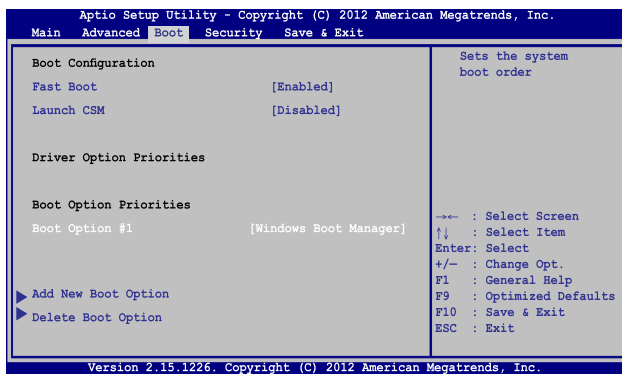 Aptio Setup Utility - Copyright (C) 2012 American Megatrends, Inc.
Main Advanced Boot Security Save & Exit
Boot Configuration
Fast Boot [Enabled]
Launch CSM [Disabled]
Driver Option Priorities
Boot Option Priorities
Boot Option #1 [Windows Boot Manager]
Add New Boot Option
Delete Boot Option
Sets the system
boot order
→← : Select Screen
↑↓ : Select Item
Enter: Select
+/— : Change Opt.
F1 : General Help
F9 : Optimized Defaults
F10 : Save & Exit
ESC : Exit
Version 2.15.1226. Copyright (C) 2012 American Megatrends, Inc.